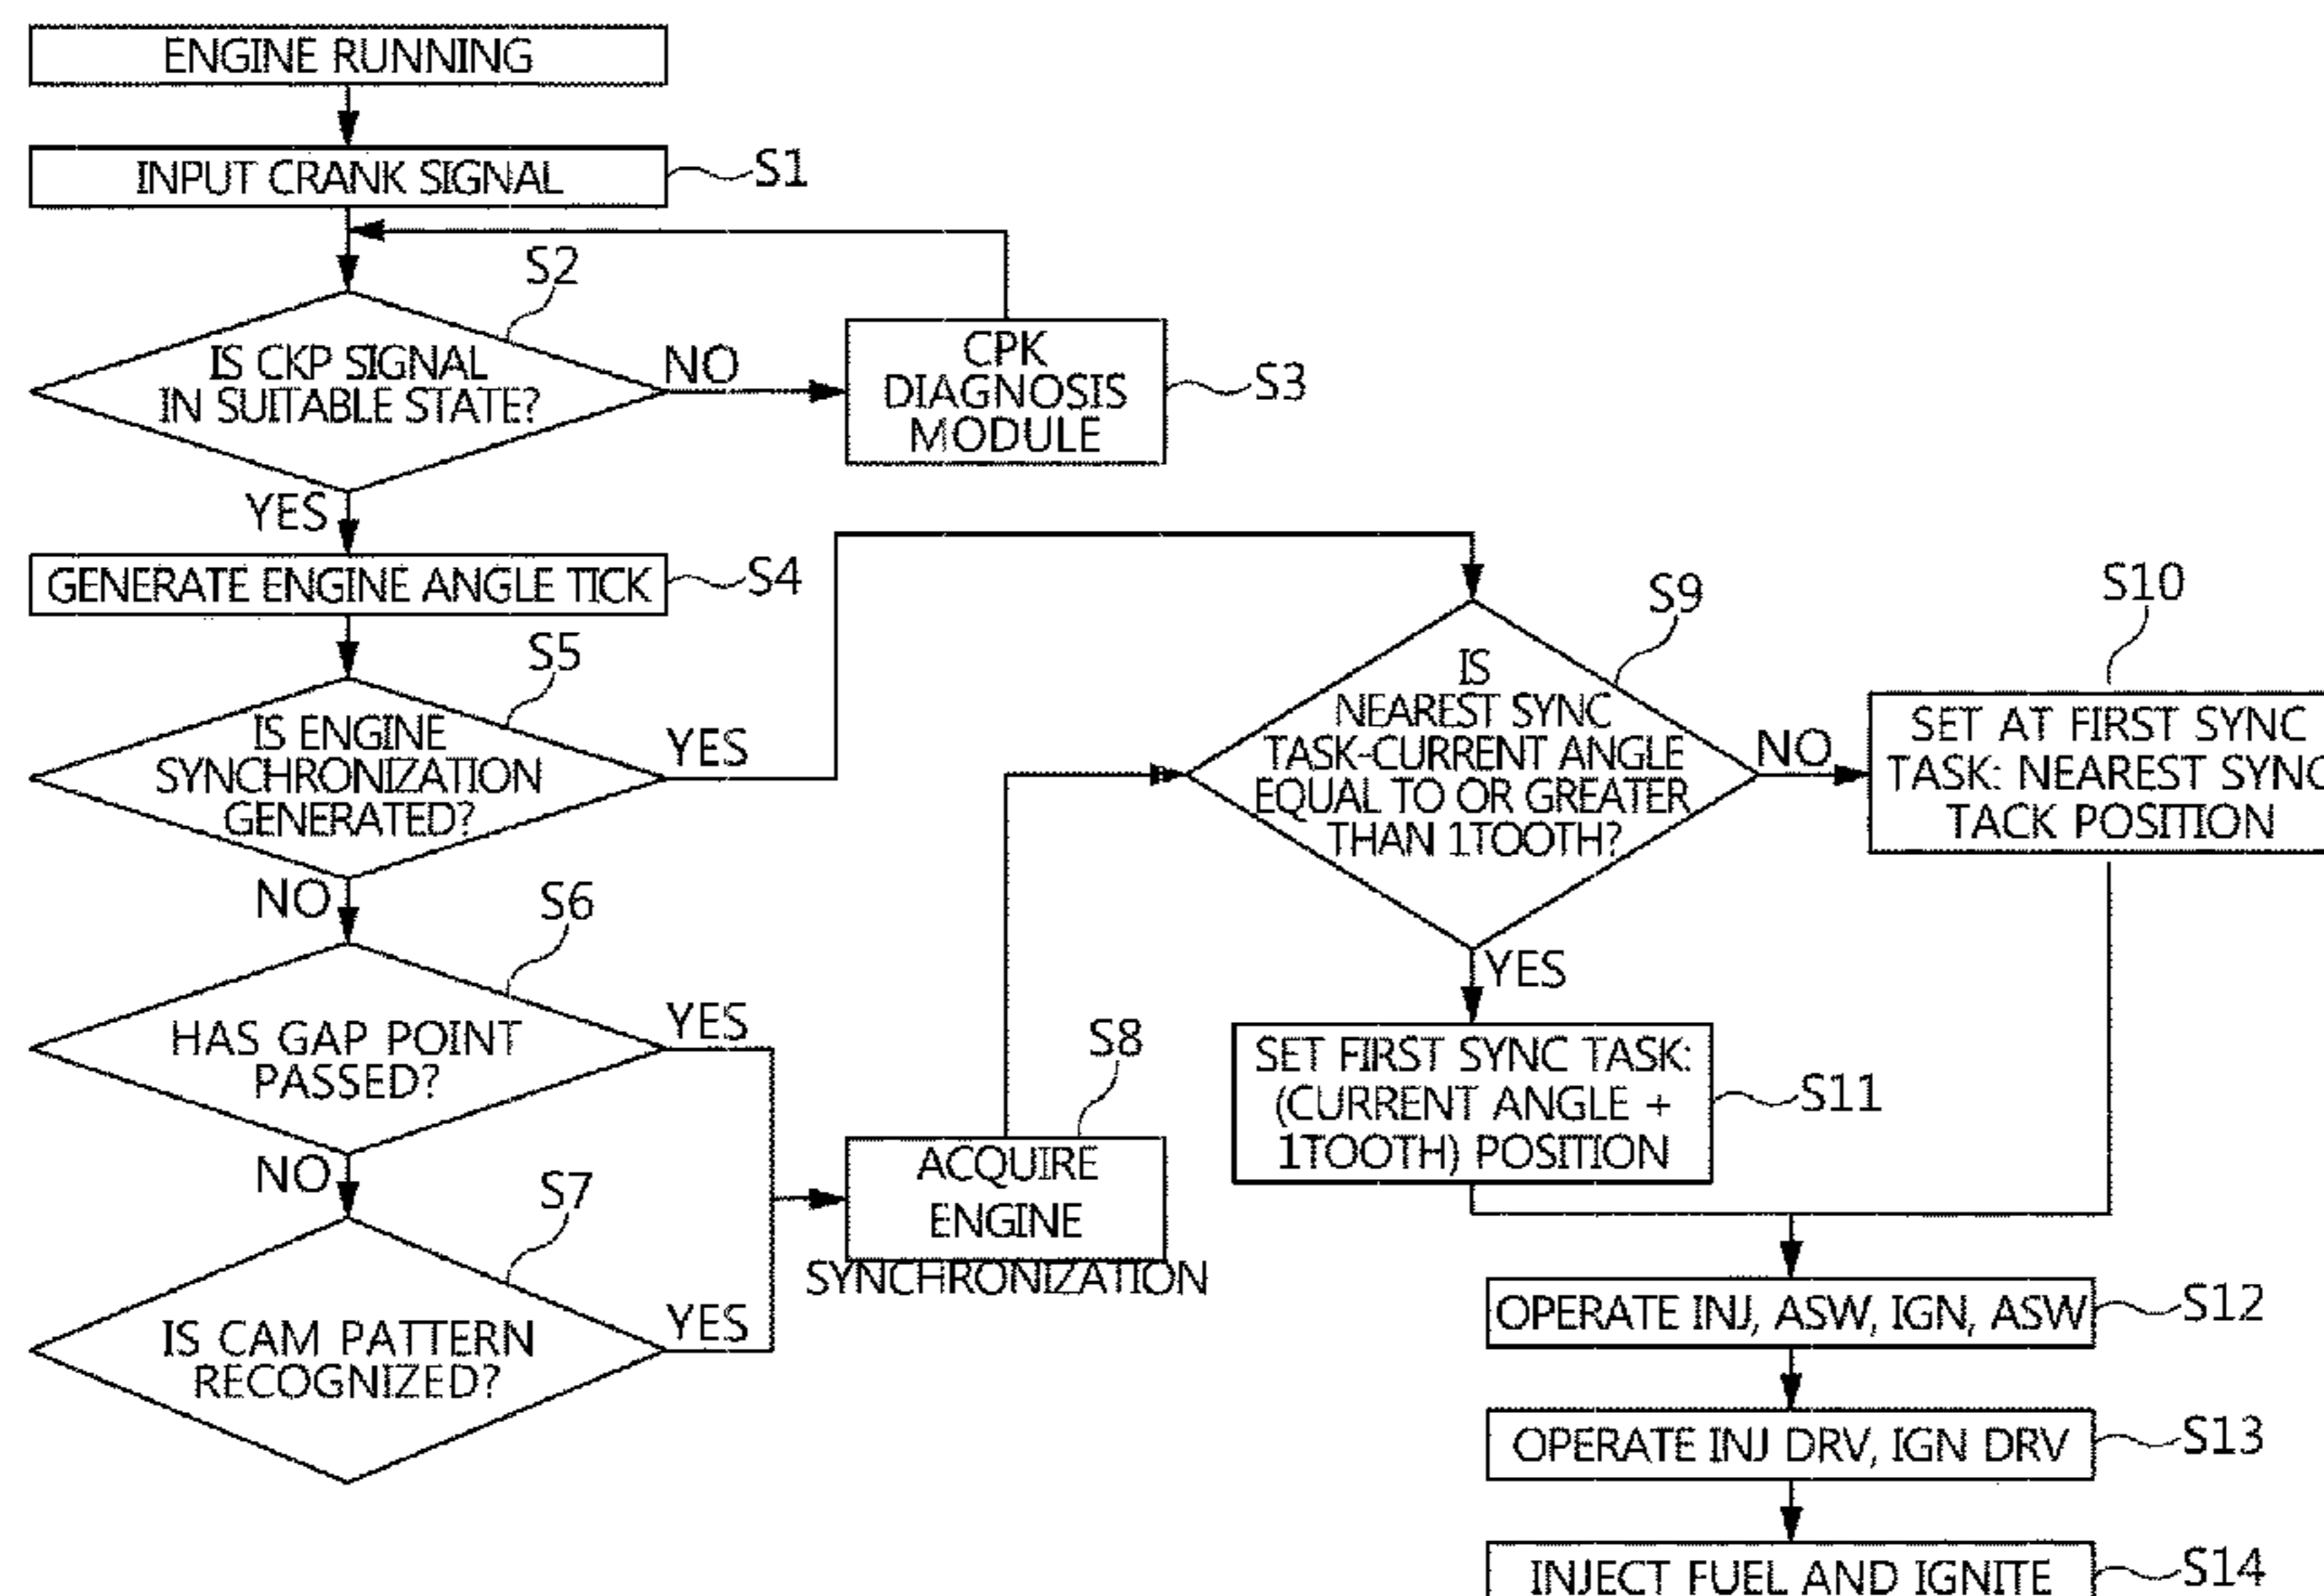 ENGINE RUNNING
INPUT CRANK SIGNAL
S1
S2
IS CKP SIGNAL
IN SUITABLE STATE?
NO
CPK
DIAGNOSIS
MODULE
S3
YES
GENERATE ENGINE ANGLE TICK
S4
S5
IS ENGINE
SYNCHRONIZATION
GENERATED?
YES
NO
S6
HAS GAP POINT
PASSED?
YES
NO
S7
IS CAM PATTERN
RECOGNIZED?
YES
S8
ACQUIRE
ENGINE
SYNCHRONIZATION
S9
IS
NEAREST SYNC
TASK-CURRENT ANGLE
EQUAL TO OR GREATER
THAN 1TOOTH?
NO
S10
SET AT FIRST SYNC
TASK: NEAREST SYNC
TACK POSITION
YES
SET FIRST SYNC TASK:
(CURRENT ANGLE +
1TOOTH) POSITION
S11
OPERATE INJ, ASW, IGN, ASW
S12
OPERATE INJ DRV, IGN DRV
S13
INJECT FUEL AND IGNITE
S14